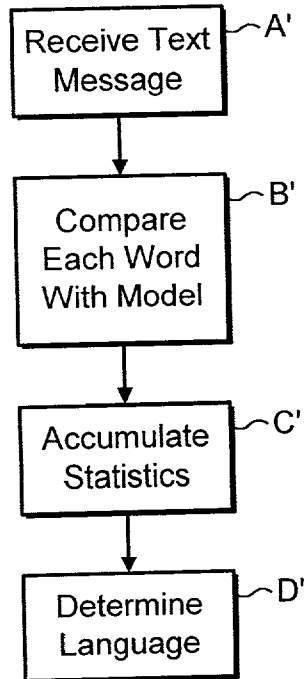 Receive Text
Message
A'
Compare
Each Word
With Model
B'
Accumulate
Statistics
C'
Determine
Language
D'